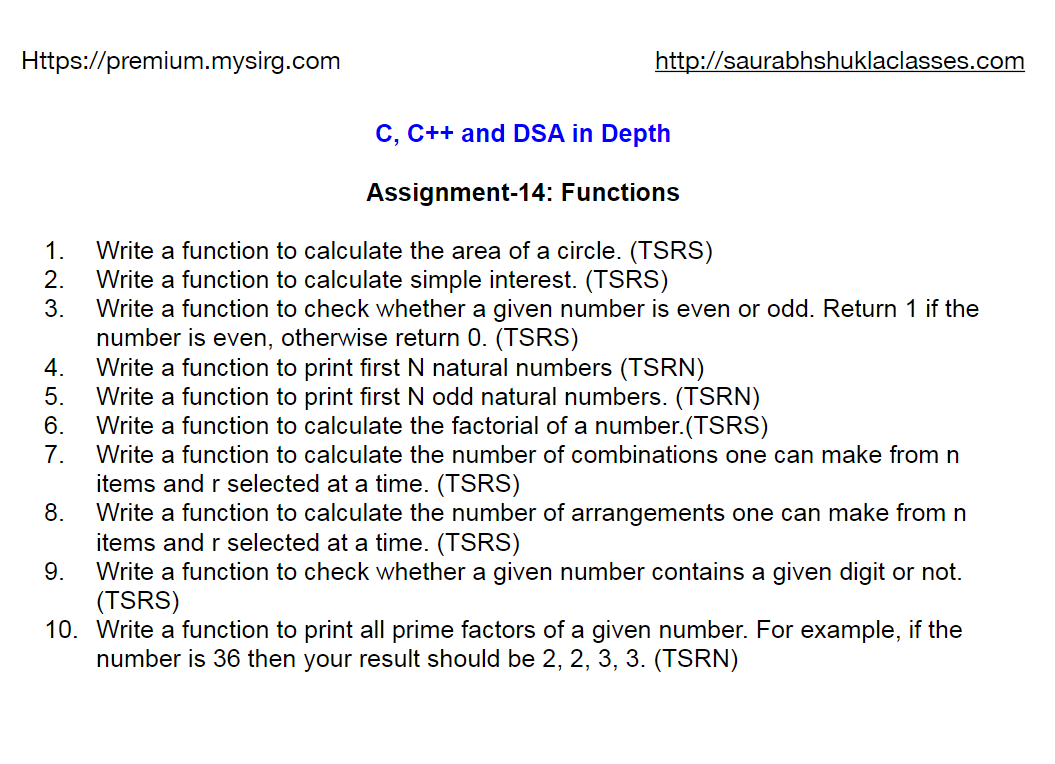 Https://premium.mysirg.com http://saurabhshuklaclasses.com
C, C++ and DSA in Depth
Assignment-14: Functions
1. Write a function to calculate the area of a circle. (TSRS)
2. Write a function to calculate simple interest. (TSRS)
3. Write a function to check whether a given number is even or odd. Return 1 if the
number is even, otherwise return 0. (TSRS)
4. Write a function to print first N natural numbers (TSRN)
5. Write a function to print first N odd natural numbers. (TSRN)
6. Write a function to calculate the factorial of a number.(TSRS)
7. Write a function to calculate the number of combinations one can make from n
items and r selected at a time. (TSRS)
8. Write a function to calculate the number of arrangements one can make from n
items and r selected at a time. (TSRS)
9. Write a function to check whether a given number contains a given digit or not.
(TSRS)
10. Write a function to print all prime factors of a given number. For example, if the
number is 36 then your result should be 2, 2, 3, 3. (TSRN)